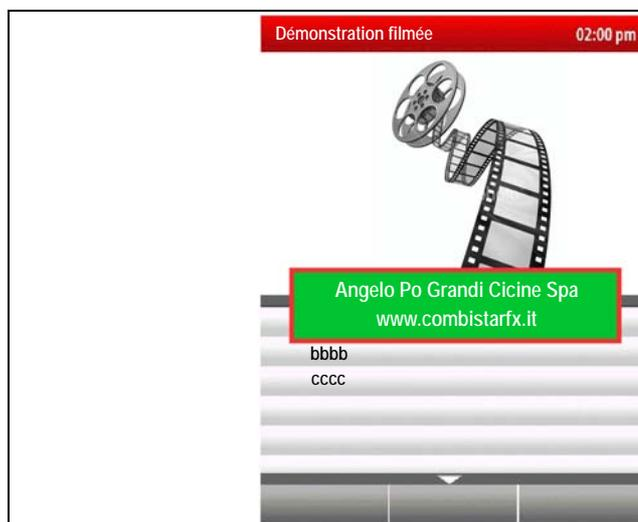 Démonstration filmée 02:00 pm
Angelo Po Grandi Cicine Spa
www.combistarfx.it
bbbb
cccc